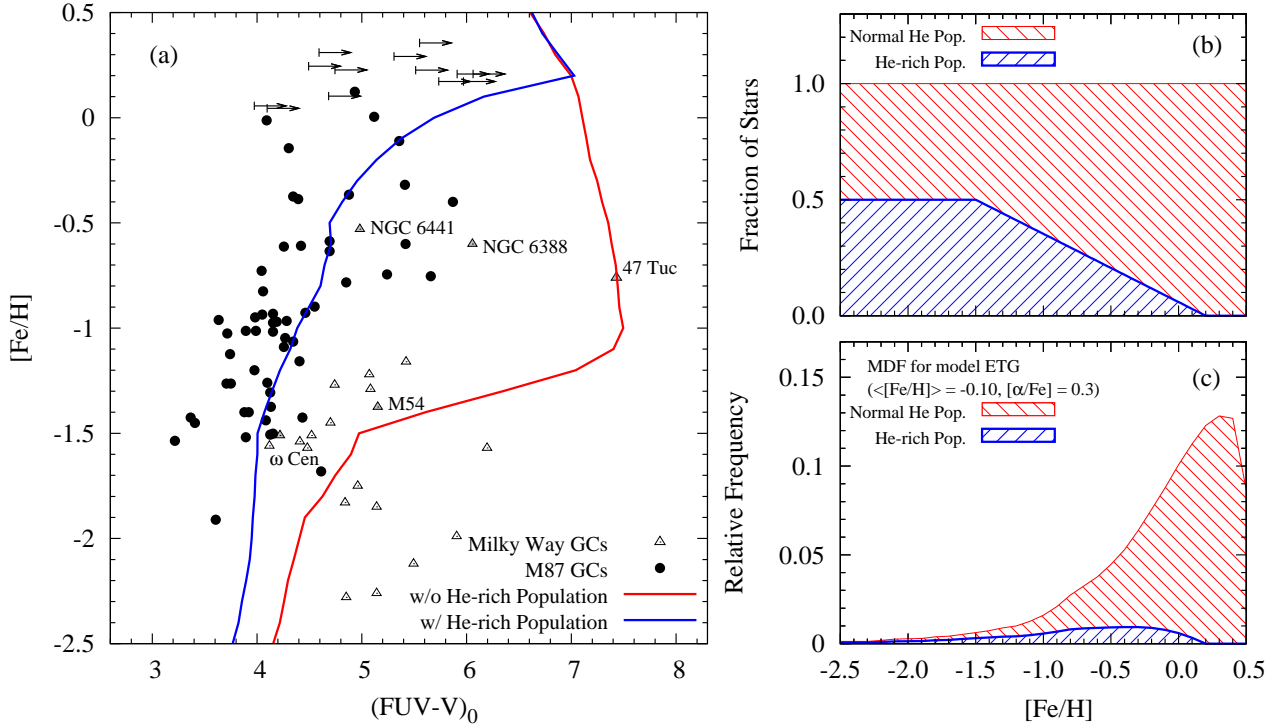 (a)
0.5
0
-0.5
-1
-1.5
-2
-2.5
[Fe/H]
3 4 5 6 7 8
(FUV-V)0
NGC 6441
NGC 6388
47 Tuc
M54
ω Cen
Milky Way GCs
M87 GCs
w/o He-rich Population
w/ He-rich Population
(b)
Normal He Pop.
He-rich Pop.
1.0
0.5
0.0
Fraction of Stars
(c)
MDF for model ETG
(<[Fe/H]> = -0.10, [α/Fe] = 0.3)
Normal He Pop.
He-rich Pop.
0.15
0.1
0.05
0
Relative Frequency
-2.5 -2.0 -1.5 -1.0 -0.5 0.0 0.5
[Fe/H]